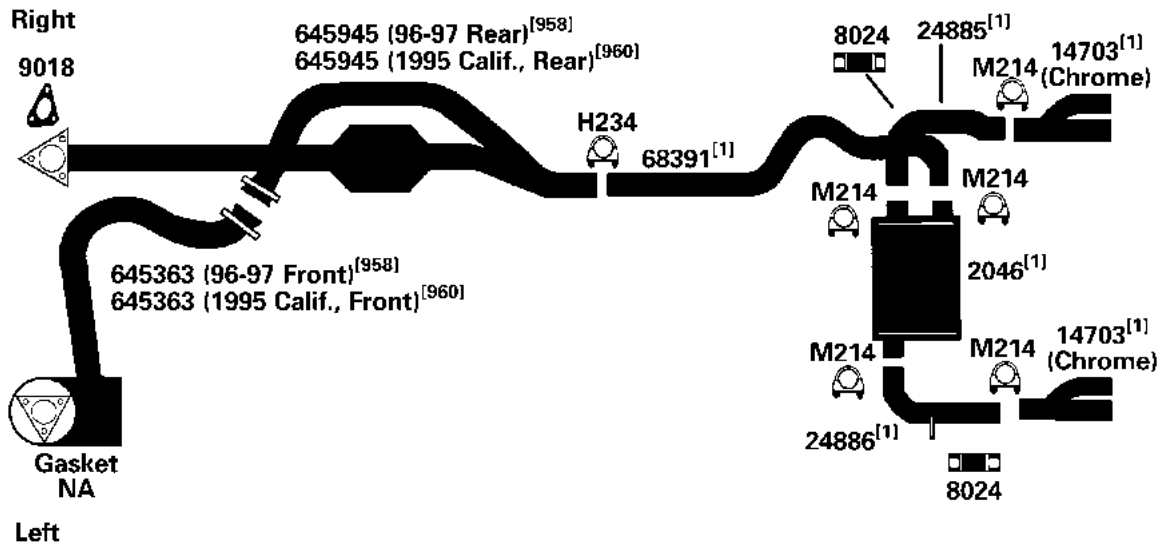 Right
9018
645945 (96-97 Rear)[958]
645945 (1995 Calif., Rear)[960]
8024
24885[1]
M214
14703[1]
(Chrome)
H234
68391[1]
M214
M214
645363 (96-97 Front)[958]
645363 (1995 Calif., Front)[960]
2046[1]
M214
M214
14703[1]
(Chrome)
24886[1]
8024
Gasket
NA
Left